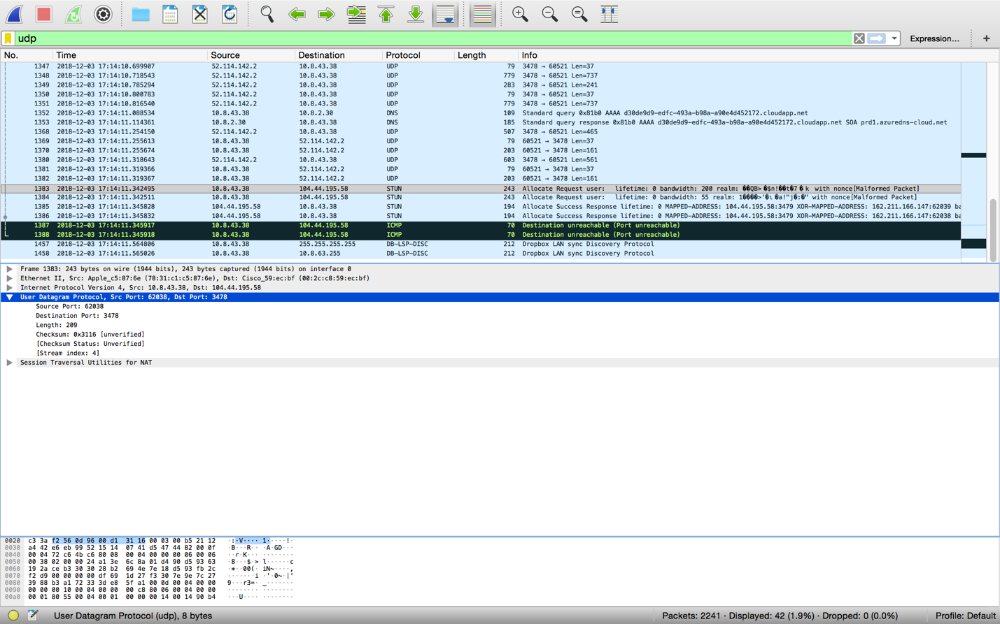 udp
Expression... +
No. Time Source Destination Protocol Length Info
1347 2018-12-03 17:14:10.699907 52.114.142.2 10.8.43.38 UDP 79 3478 → 60521 Len=37
1348 2018-12-03 17:14:10.718543 52.114.142.2 10.8.43.38 UDP 779 3478 → 60521 Len=737
1349 2018-12-03 17:14:10.785294 52.114.142.2 10.8.43.38 UDP 283 3478 → 60521 Len=241
1350 2018-12-03 17:14:10.800783 52.114.142.2 10.8.43.38 UDP 79 3478 → 60521 Len=37
1351 2018-12-03 17:14:10.816540 52.114.142.2 10.8.43.38 UDP 779 3478 → 60521 Len=737
1352 2018-12-03 17:14:11.088534 10.8.43.38 10.8.2.30 DNS 109 Standard query 0x81b0 AAAA d30de9d9-edfc-493a-b98a-a90e4d452172.cloudapp.net
1353 2018-12-03 17:14:11.114361 10.8.2.30 10.8.43.38 DNS 185 Standard query response 0x81b0 AAAA d30de9d9-edfc-493a-b98a-a90e4d452172.cloudapp.net SOA prd1.azuredns-cloud.net
1368 2018-12-03 17:14:11.254150 52.114.142.2 10.8.43.38 UDP 507 3478 → 60521 Len=465
1369 2018-12-03 17:14:11.255613 10.8.43.38 52.114.142.2 UDP 79 60521 → 3478 Len=37
1370 2018-12-03 17:14:11.255674 10.8.43.38 52.114.142.2 UDP 203 60521 → 3478 Len=161
1380 2018-12-03 17:14:11.318643 52.114.142.2 10.8.43.38 UDP 603 3478 → 60521 Len=561
1381 2018-12-03 17:14:11.319366 10.8.43.38 52.114.142.2 UDP 79 60521 → 3478 Len=37
1382 2018-12-03 17:14:11.319367 10.8.43.38 52.114.142.2 UDP 203 60521 → 3478 Len=161
1383 2018-12-03 17:14:11.342495 10.8.43.38 104.44.195.58 STUN 243 Allocate Request user: lifetime: 0 bandwidth: 200 realm: ��QB>�$n!��t�7�k with nonce[Malformed Packet]
1384 2018-12-03 17:14:11.342511 10.8.43.38 104.44.195.58 STUN 243 Allocate Request user: lifetime: 0 bandwidth: 55 realm: with nonce[Malformed Packet]
1385 2018-12-03 17:14:11.345828 104.44.195.58 10.8.43.38 STUN 194 Allocate Success Response lifetime: 0 MAPPED-ADDRESS: 104.44.195.58:3479 XOR-MAPPED-ADDRESS: 162.211.166.147:62039 ba
1386 2018-12-03 17:14:11.345832 104.44.195.58 10.8.43.38 STUN 194 Allocate Success Response lifetime: 0 MAPPED-ADDRESS: 104.44.195.58:3479 XOR-MAPPED-ADDRESS: 162.211.166.147:62038 ba
1387 2018-12-03 17:14:11.345917 10.8.43.38 104.44.195.58 ICMP 70 Destination unreachable (Port unreachable)
1388 2018-12-03 17:14:11.345918 10.8.43.38 104.44.195.58 ICMP 70 Destination unreachable (Port unreachable)
1457 2018-12-03 17:14:11.564806 10.8.43.38 255.255.255.255 DB-LSP-DISC 212 Dropbox LAN sync Discovery Protocol
1458 2018-12-03 17:14:11.565026 10.8.43.38 10.8.63.255 DB-LSP-DISC 212 Dropbox LAN sync Discovery Protocol
Frame 1383: 243 bytes on wire (1944 bits), 243 bytes captured (1944 bits) on interface 0
Ethernet II, Src: Apple_c5:87:6e (78:31:c1:c5:87:6e), Dst: Cisco_59:ec:bf (00:2c:c8:59:ec:bf)
Internet Protocol Version 4, Src: 10.8.43.38, Dst: 104.44.195.58
User Datagram Protocol, Src Port: 62038, Dst Port: 3478
Source Port: 62038
Destination Port: 3478
Length: 209
Checksum: 0x3116 [unverified]
[Checksum Status: Unverified]
[Stream index: 4]
Session Traversal Utilities for NAT
0020 c3 3a f2 56 0d 96 00 d1 31 16 00 03 00 b5 21 12 ·:·V····1·····!·
0030 a4 42 e6 eb 99 52 15 14 07 41 d5 47 44 82 00 0f ·B···R···A·GD···
0040 00 04 72 c6 4b c6 80 08 00 04 00 00 00 06 00 06 ··r·K···········
0050 00 38 02 00 00 24 a1 3e 6c 8a 01 d4 90 d5 93 63 ·8···$·>l······c
0060 19 2a ce b3 30 30 28 b2 69 4e 7e 18 d5 93 fb 2c ·*··00(·iN~····,
0070 f2 d9 00 00 00 00 df 69 1d 27 f3 30 7e 9e 7c 27 ·······i·'·0~·|'
0080 39 88 b3 a1 72 33 3d e8 5f a1 00 0d 00 04 00 00 9···r3=·_·······
0090 00 00 00 10 00 04 00 00 00 c8 80 06 00 04 00 00 ················
00a0 00 01 80 55 00 04 00 01 00 00 00 14 00 14 90 b4 ···U············
User Datagram Protocol (udp), 8 bytes Packets: 2241 · Displayed: 42 (1.9%) · Dropped: 0 (0.0%) Profile: Default